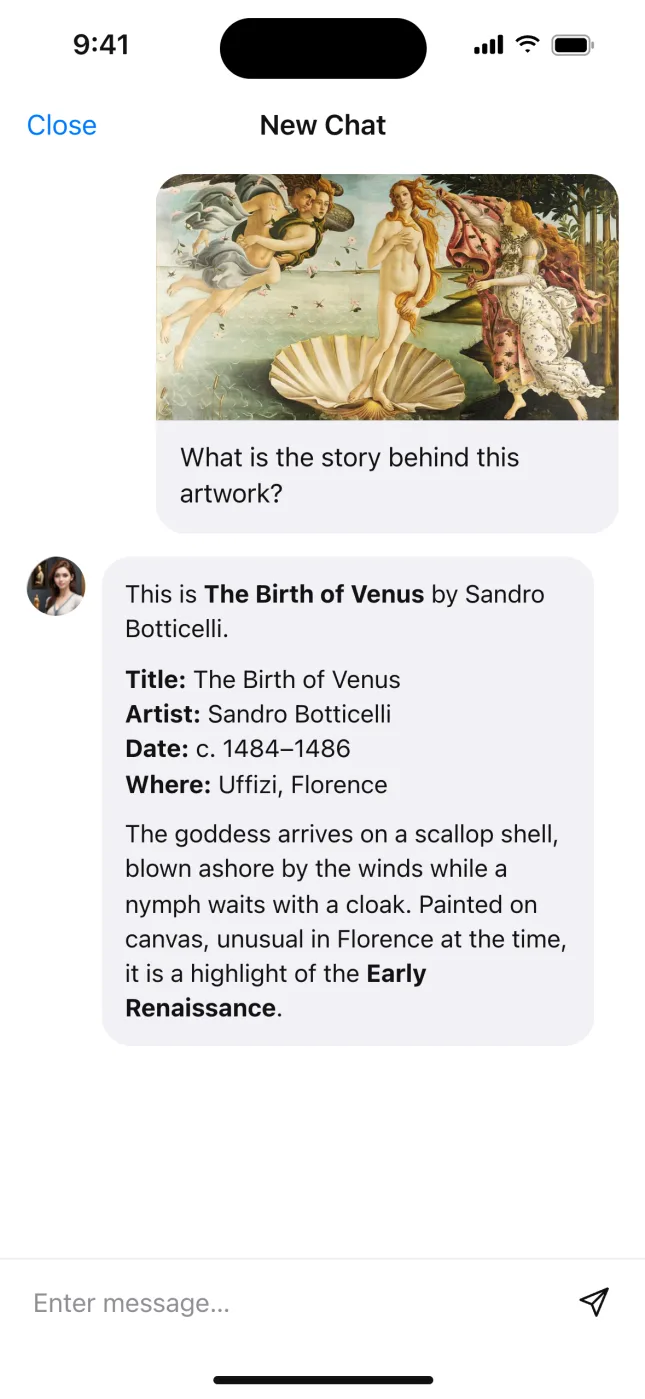 9:41
Close
New Chat
What is the story behind this
artwork?
This is The Birth of Venus by Sandro
Botticelli.
Title: The Birth of Venus
Artist: Sandro Botticelli
Date: c. 1484–1486
Where: Uffizi, Florence
The goddess arrives on a scallop shell,
blown ashore by the winds while a
nymph waits with a cloak. Painted on
canvas, unusual in Florence at the time,
it is a highlight of the Early
Renaissance.
Enter message...